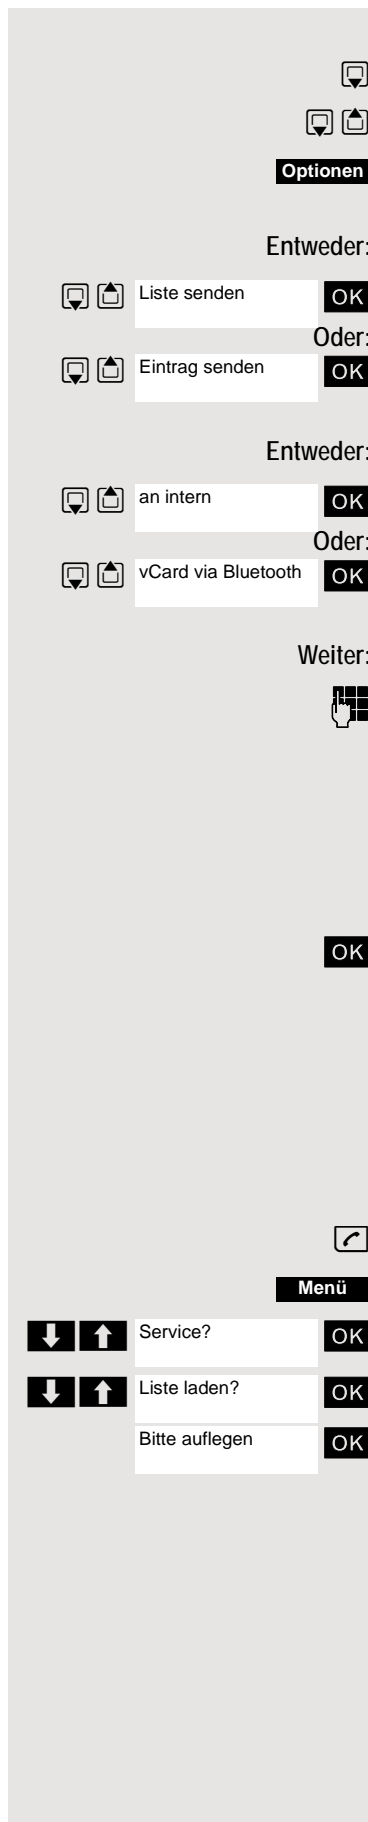 Optionen
Entweder:
Liste senden OK
Oder:
Eintrag senden OK
Entweder:
an intern OK
Oder:
vCard via Bluetooth OK
Weiter:
OK
Menü
Service? OK
Liste laden? OK
Bitte auflegen OK